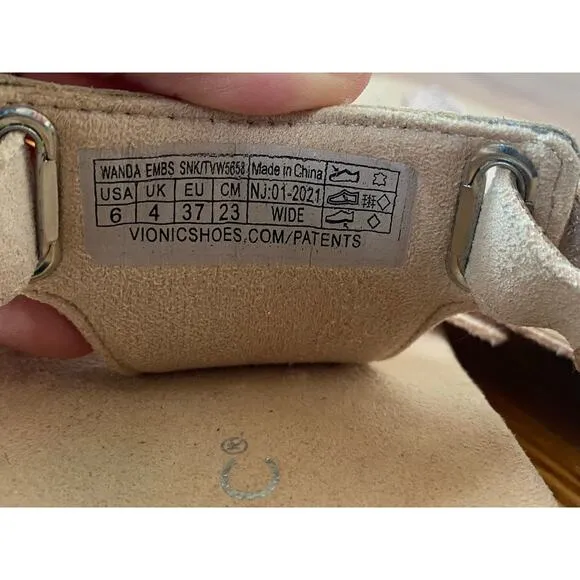 WANDA EMBS SNK/TVW5658 Made in China
USA UK EU CM NJ:01-2021
6 4 37 23 WIDE
VIONICSHOES.COM/PATENTS